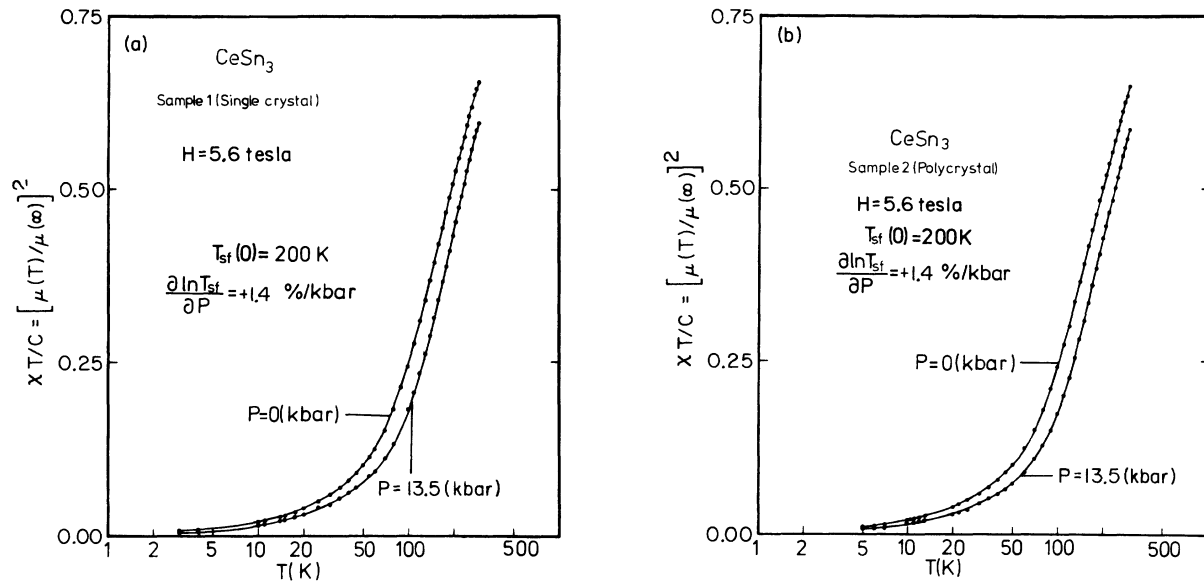 (a)
CeSn3
Sample 1 (Single crystal)
H=5.6 tesla
Tsf(0)=200 K
∂lnTsf/∂P=+1.4 %/kbar
P=0(kbar)
P=13.5(kbar)
χT/C=[μ(T)/μ(∞)]²
0.75
0.50
0.25
0.00
1 2 5 10 20 50 100 500
T(K)
(b)
CeSn3
Sample 2 (Polycrystal)
H=5.6 tesla
Tsf(0)=200K
∂lnTsf/∂P=+1.4 %/kbar
P=0(kbar)
P=13.5(kbar)
χT/C=[μ(T)/μ(∞)]²
0.75
0.50
0.25
0.00
1 2 5 10 20 50 100 500
T(K)